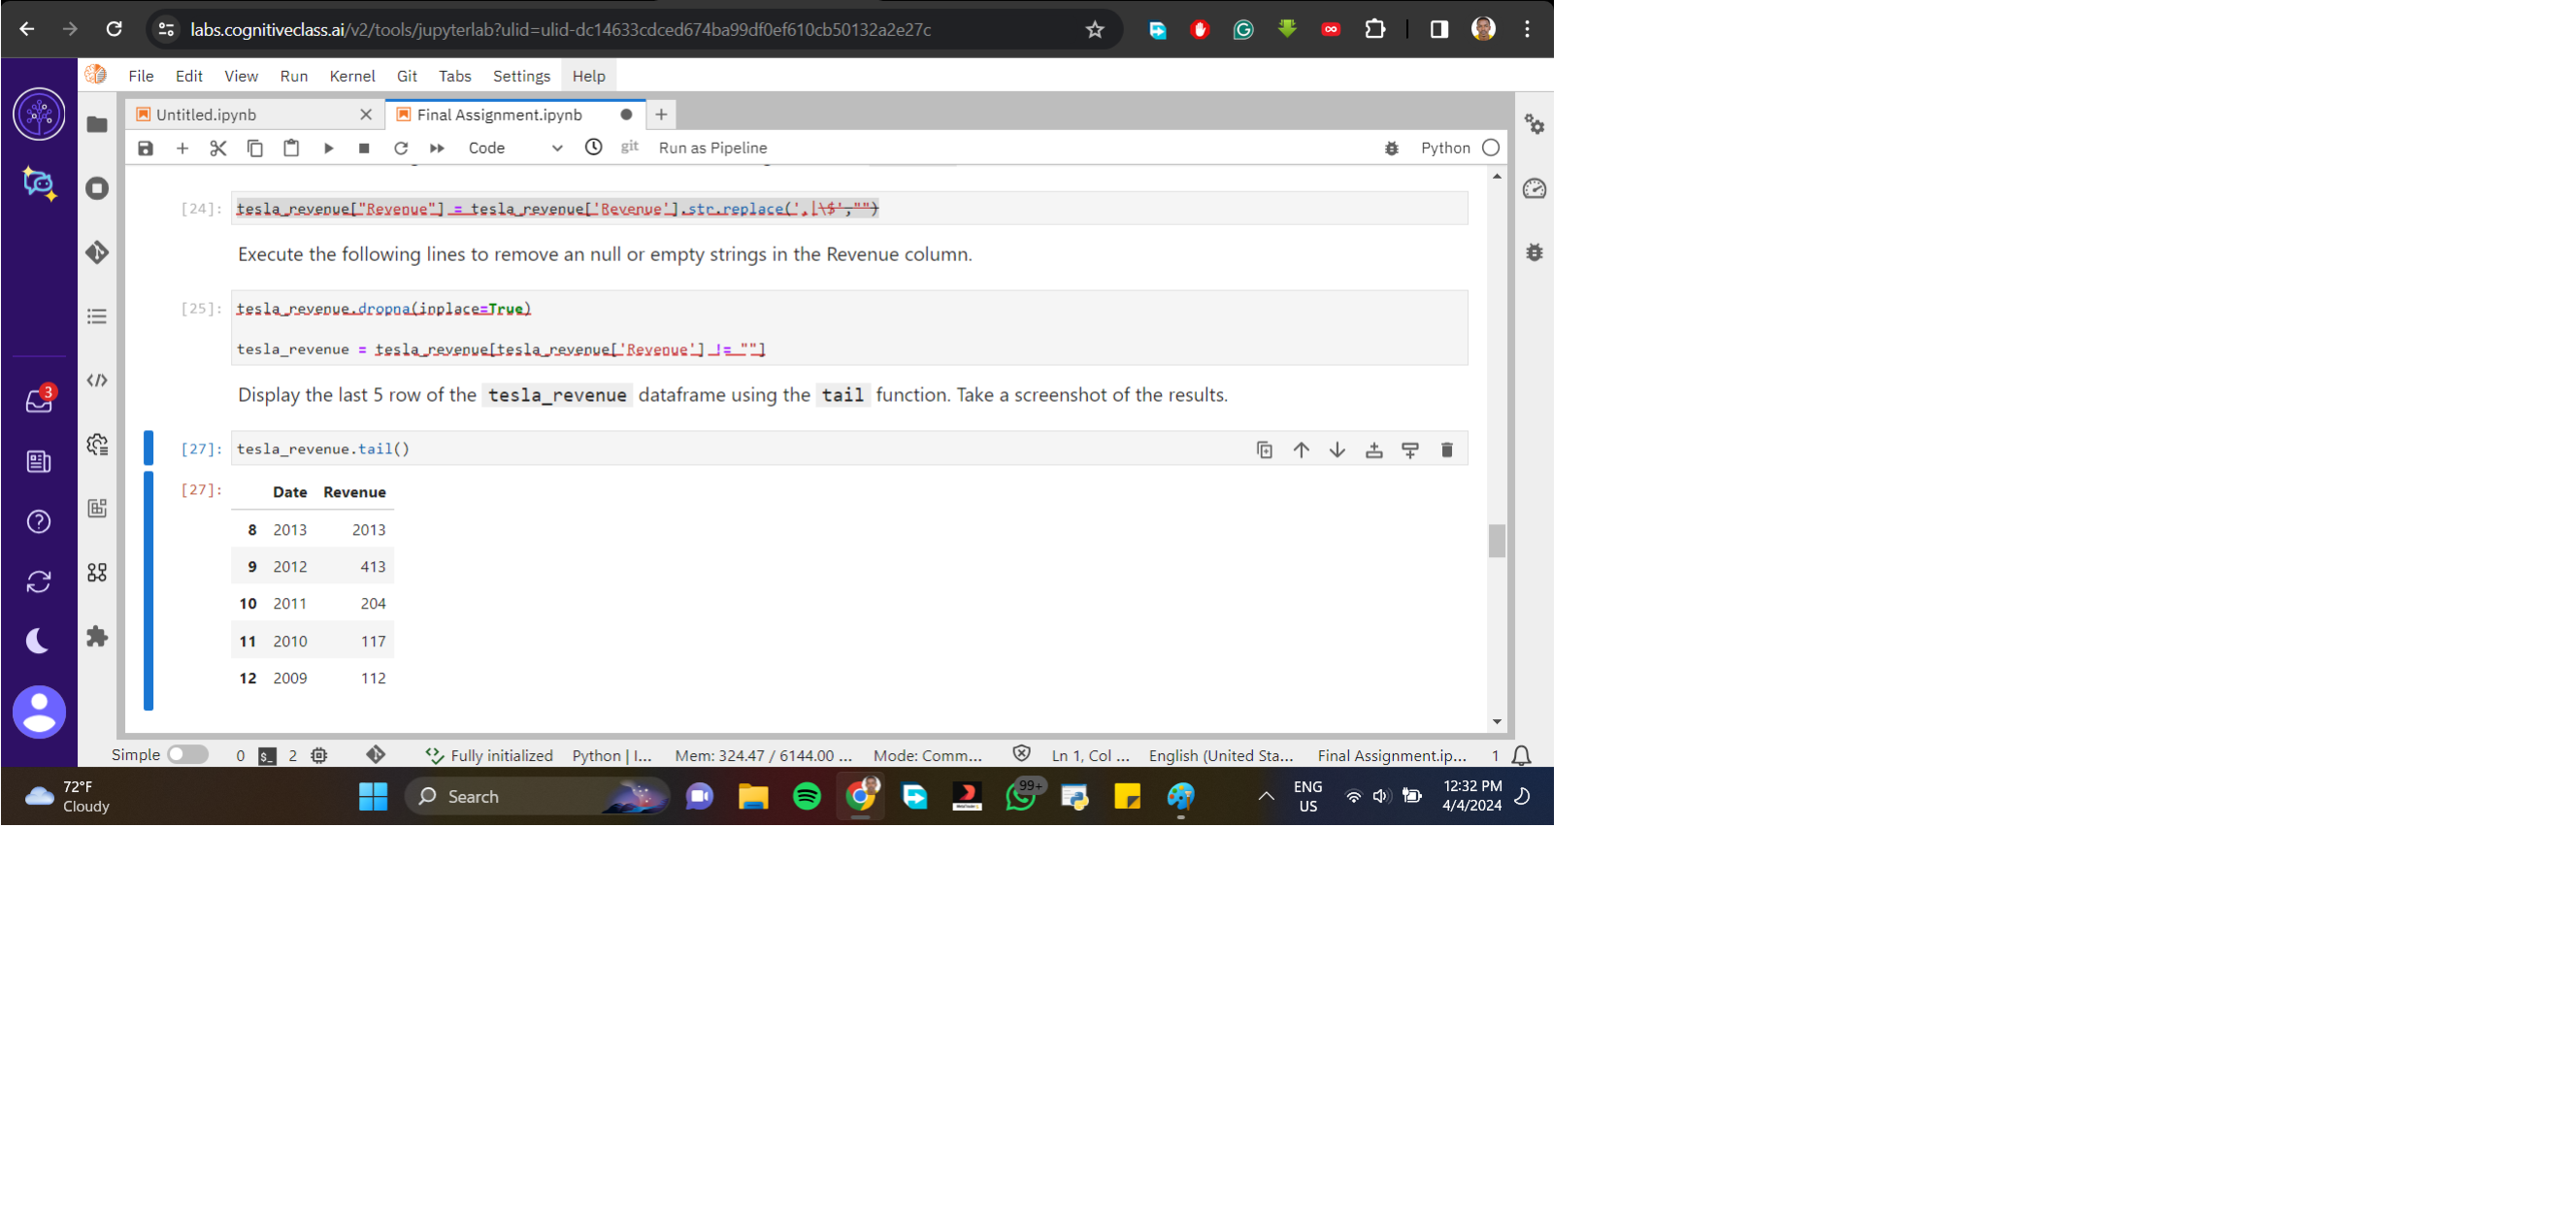 labs.cognitiveclass.ai/v2/tools/jupyterlab?ulid=ulid-dc14633cdced674ba99df0ef610cb50132a2e27c
File Edit View Run Kernel Git Tabs Settings Help
Untitled.ipynb Final Assignment.ipynb
Code git Run as Pipeline Python
[24]: tesla_revenue["Revenue"] = tesla_revenue['Revenue'].str.replace(',|\$',"")
Execute the following lines to remove an null or empty strings in the Revenue column.
[25]: tesla_revenue.dropna(inplace=True)
tesla_revenue = tesla_revenue[tesla_revenue['Revenue'] != ""]
3
Display the last 5 row of the tesla_revenue dataframe using the tail function. Take a screenshot of the results.
[27]: tesla_revenue.tail()
[27]: Date Revenue
8 2013 2013
9 2012 413
10 2011 204
11 2010 117
12 2009 112
Simple 0 $_ 2 Fully initialized Python | I... Mem: 324.47 / 6144.00 ... Mode: Comm... Ln 1, Col ... English (United Sta... Final Assignment.ip... 1
72°F
Cloudy
Search
99+
ENG
US
12:32 PM
4/4/2024